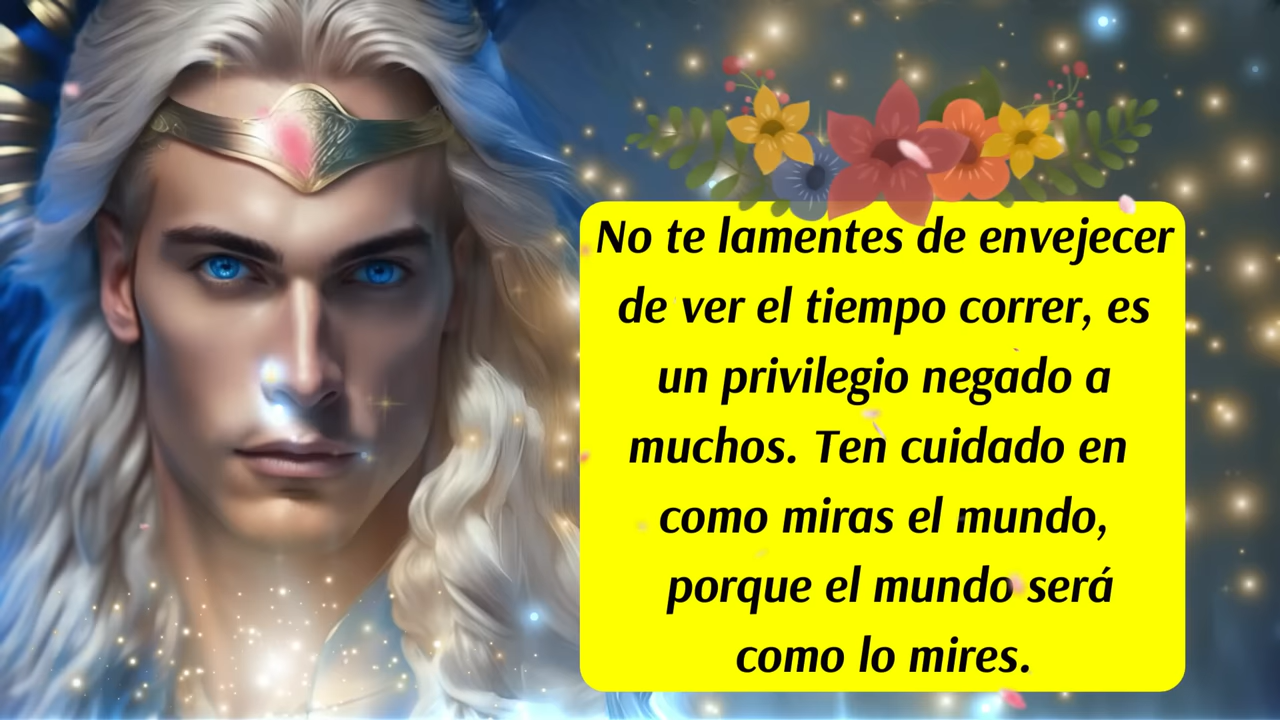 No te lamentes de envejecer
de ver el tiempo correr, es
un privilegio negado a
muchos. Ten cuidado en
como miras el mundo,
porque el mundo será
como lo mires.